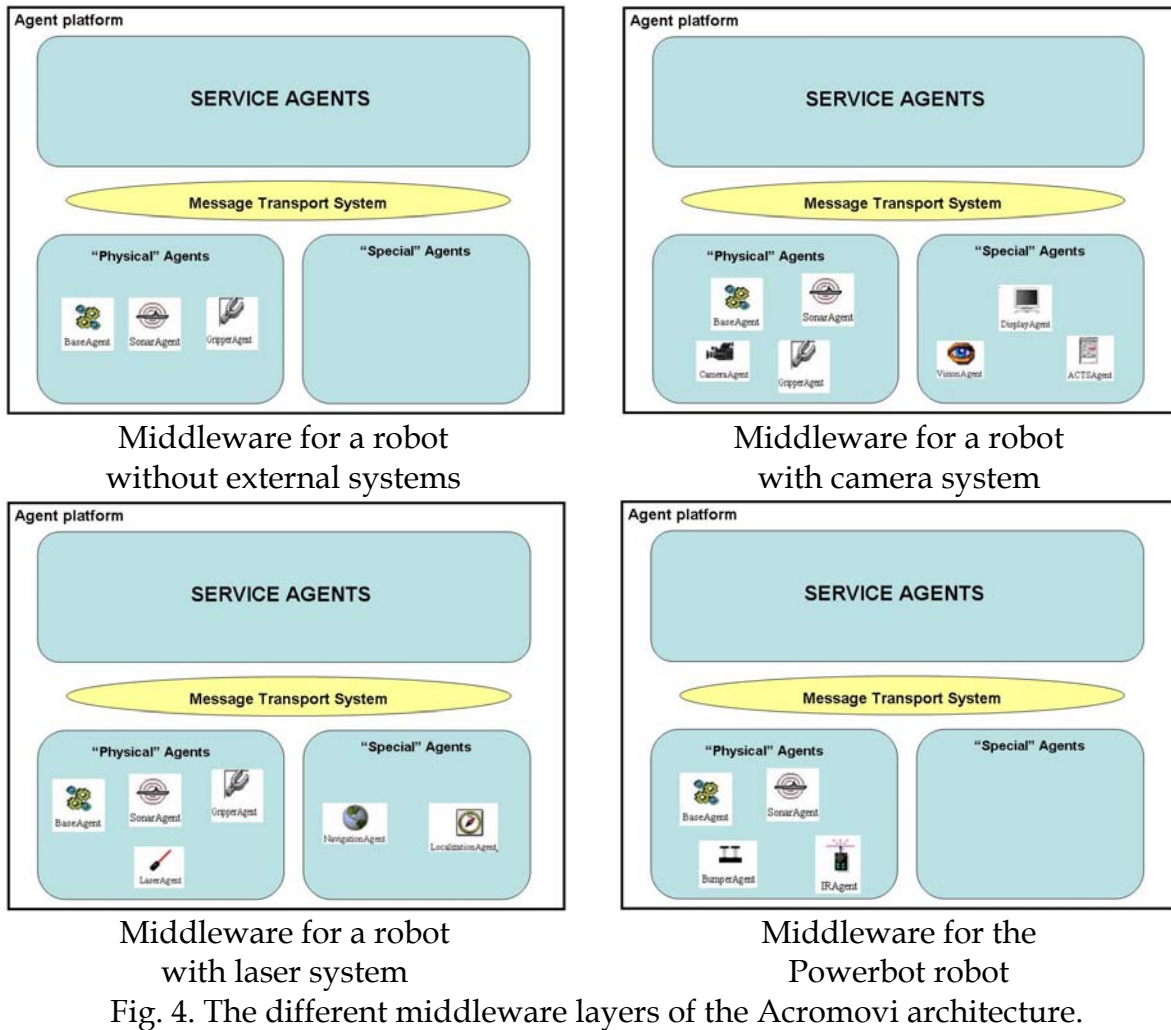 Agent platform
SERVICE AGENTS
Message Transport System
“Physical” Agents
BaseAgent
SonarAgent
GripperAgent
“Special” Agents
Middleware for a robot
without external systems
Agent platform
SERVICE AGENTS
Message Transport System
“Physical” Agents
BaseAgent
SonarAgent
CameraAgent
GripperAgent
“Special” Agents
DisplayAgent
VisionAgent
ACTSAgent
Middleware for a robot
with camera system
Agent platform
SERVICE AGENTS
Message Transport System
“Physical” Agents
BaseAgent
SonarAgent
GripperAgent
LaserAgent
“Special” Agents
NavigationAgent
LocalizationAgent
Middleware for a robot
with laser system
Agent platform
SERVICE AGENTS
Message Transport System
“Physical” Agents
BaseAgent
SonarAgent
BumperAgent
IRAgent
“Special” Agents
Middleware for the
Powerbot robot
Fig. 4. The different middleware layers of the Acromovi architecture.